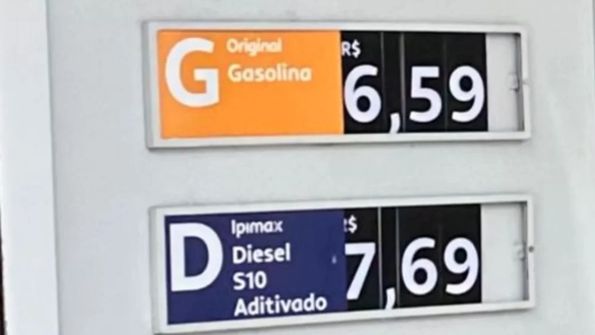 G Original R$
Gasolina 6,59
D Ipimax R$
Diesel 7,69
S10
Aditivado